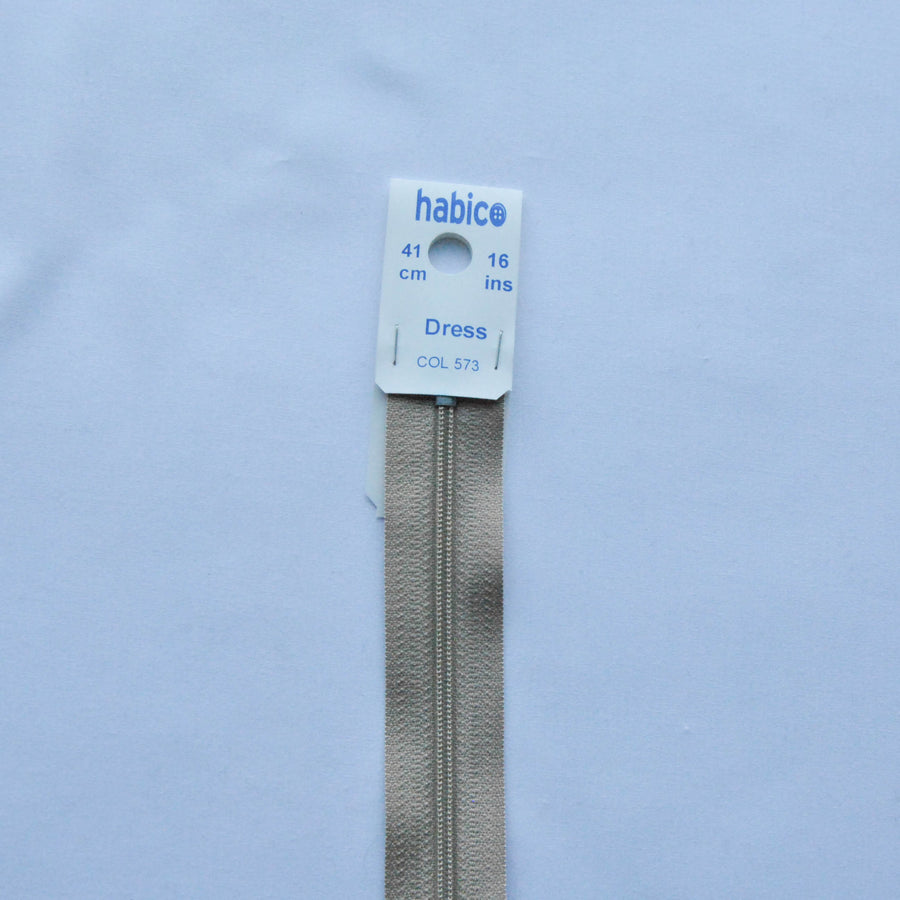 habico
41 cm
16 ins
Dress
COL 573